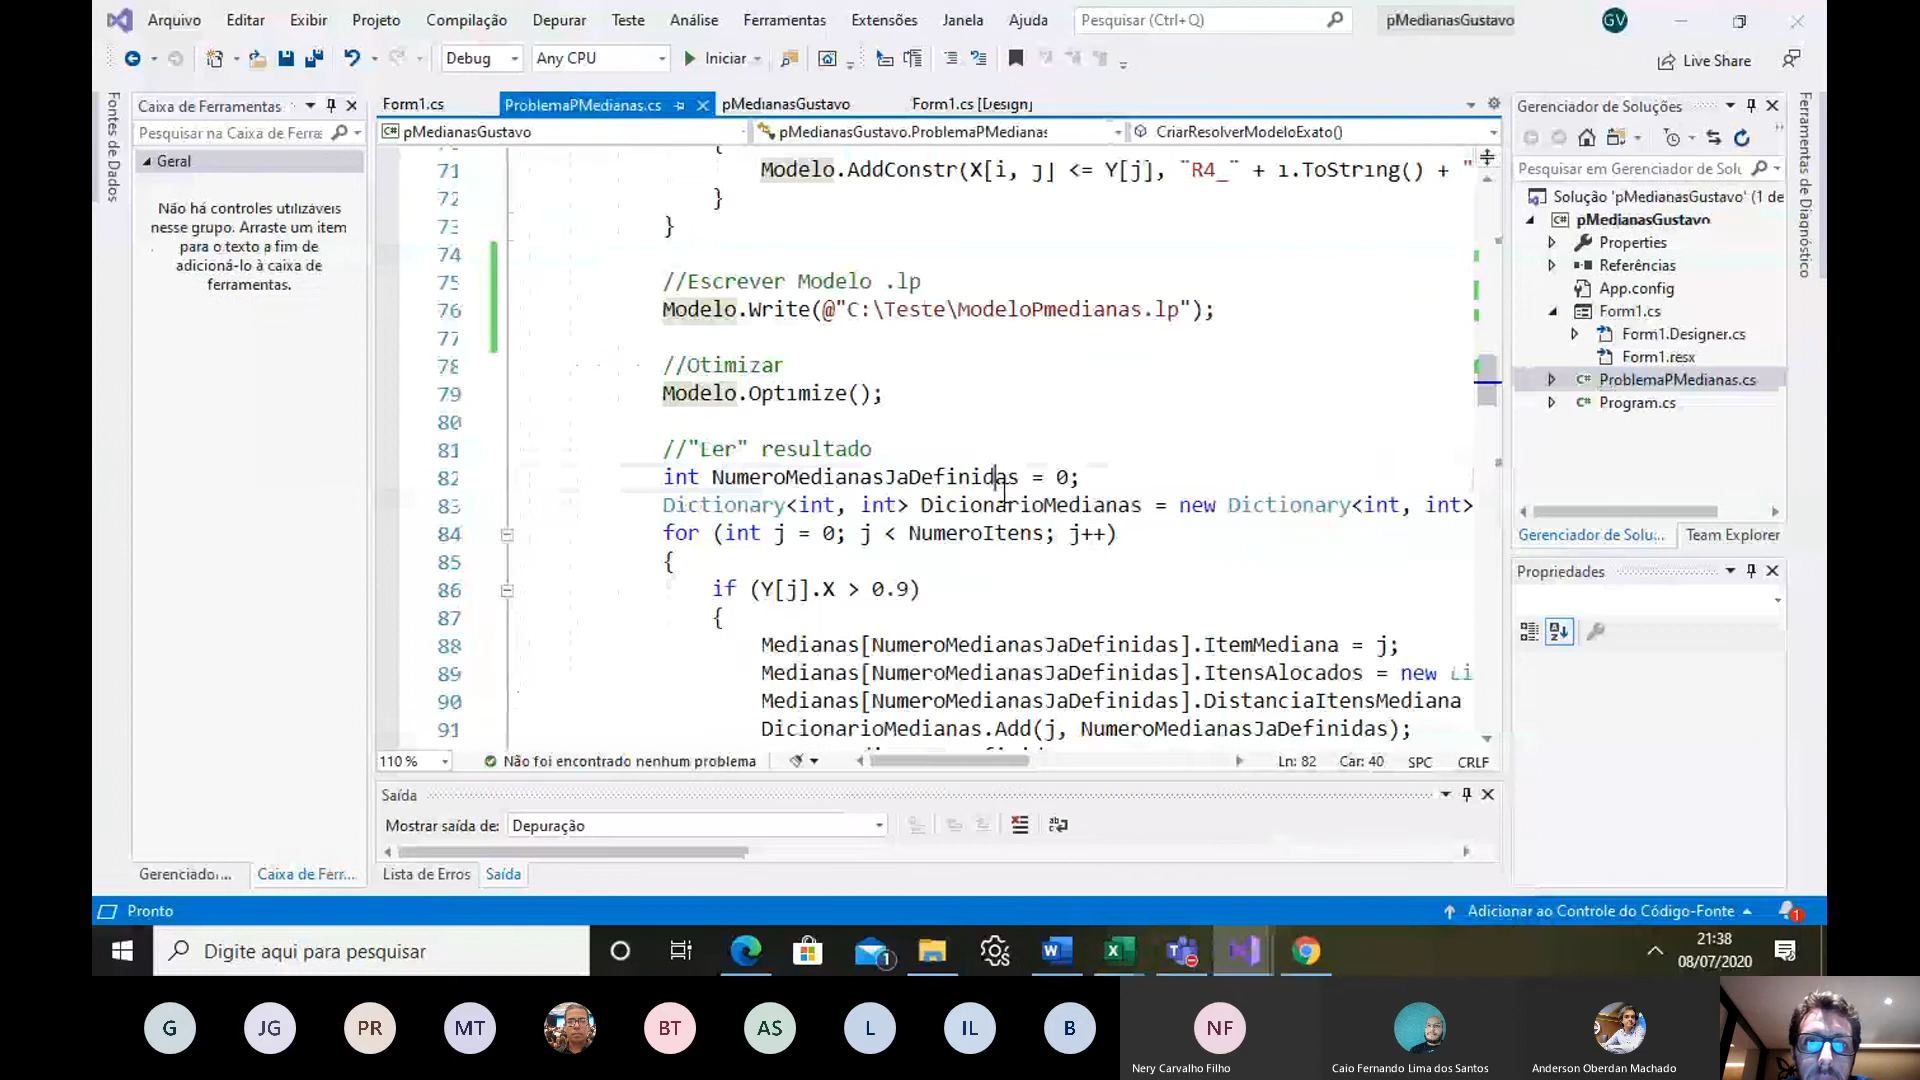 Arquivo Editar Exibir Projeto Compilação Depurar Teste Análise Ferramentas Extensões Janela Ajuda Pesquisar (Ctrl+Q) pMedianasGustavo GV
Debug Any CPU Iniciar Live Share
Fontes de Dados
Caixa de Ferramentas
Pesquisar na Caixa de Ferra
Geral
Não há controles utilizáveis
nesse grupo. Arraste um item
para o texto a fim de
adicioná-lo à caixa de
ferramentas.
Form1.cs ProblemaPMedianas.cs pMedianasGustavo Form1.cs [Design]
pMedianasGustavo pMedianasGustavo.ProblemaPMedianas CriarResolverModeloExato()
71 Modelo.AddConstr(X[i, j] <= Y[j], "R4_" + i.ToString() + "
72 }
73 }
74
75 //Escrever Modelo .lp
76 Modelo.Write(@"C:\Teste\ModeloPmedianas.lp");
77
78 //Otimizar
79 Modelo.Optimize();
80
81 //"Ler" resultado
82 int NumeroMedianasJaDefinidas = 0;
83 Dictionary<int, int> DicionarioMedianas = new Dictionary<int, int>
84 for (int j = 0; j < NumeroItens; j++)
85 {
86 if (Y[j].X > 0.9)
87 {
88 Medianas[NumeroMedianasJaDefinidas].ItemMediana = j;
89 Medianas[NumeroMedianasJaDefinidas].ItensAlocados = new Li
90 Medianas[NumeroMedianasJaDefinidas].DistanciaItensMediana
91 DicionarioMedianas.Add(j, NumeroMedianasJaDefinidas);
110 % Não foi encontrado nenhum problema Ln: 82 Car: 40 SPC CRLF
Saída
Mostrar saída de: Depuração
Gerenciador... Caixa de Ferr... Lista de Erros Saída
Gerenciador de Soluções
Pesquisar em Gerenciador de Solu
Solução 'pMedianasGustavo' (1 de
pMedianasGustavo
Properties
Referências
App.config
Form1.cs
Form1.Designer.cs
Form1.resx
ProblemaPMedianas.cs
Program.cs
Gerenciador de Solu... Team Explorer
Propriedades
Ferramentas de Diagnóstico
Pronto Adicionar ao Controle do Código-Fonte 1
Digite aqui para pesquisar 1
21:38
08/07/2020
G JG PR MT BT AS L IL B NF
Nery Carvalho Filho Caio Fernando Lima dos Santos Anderson Oberdan Machado